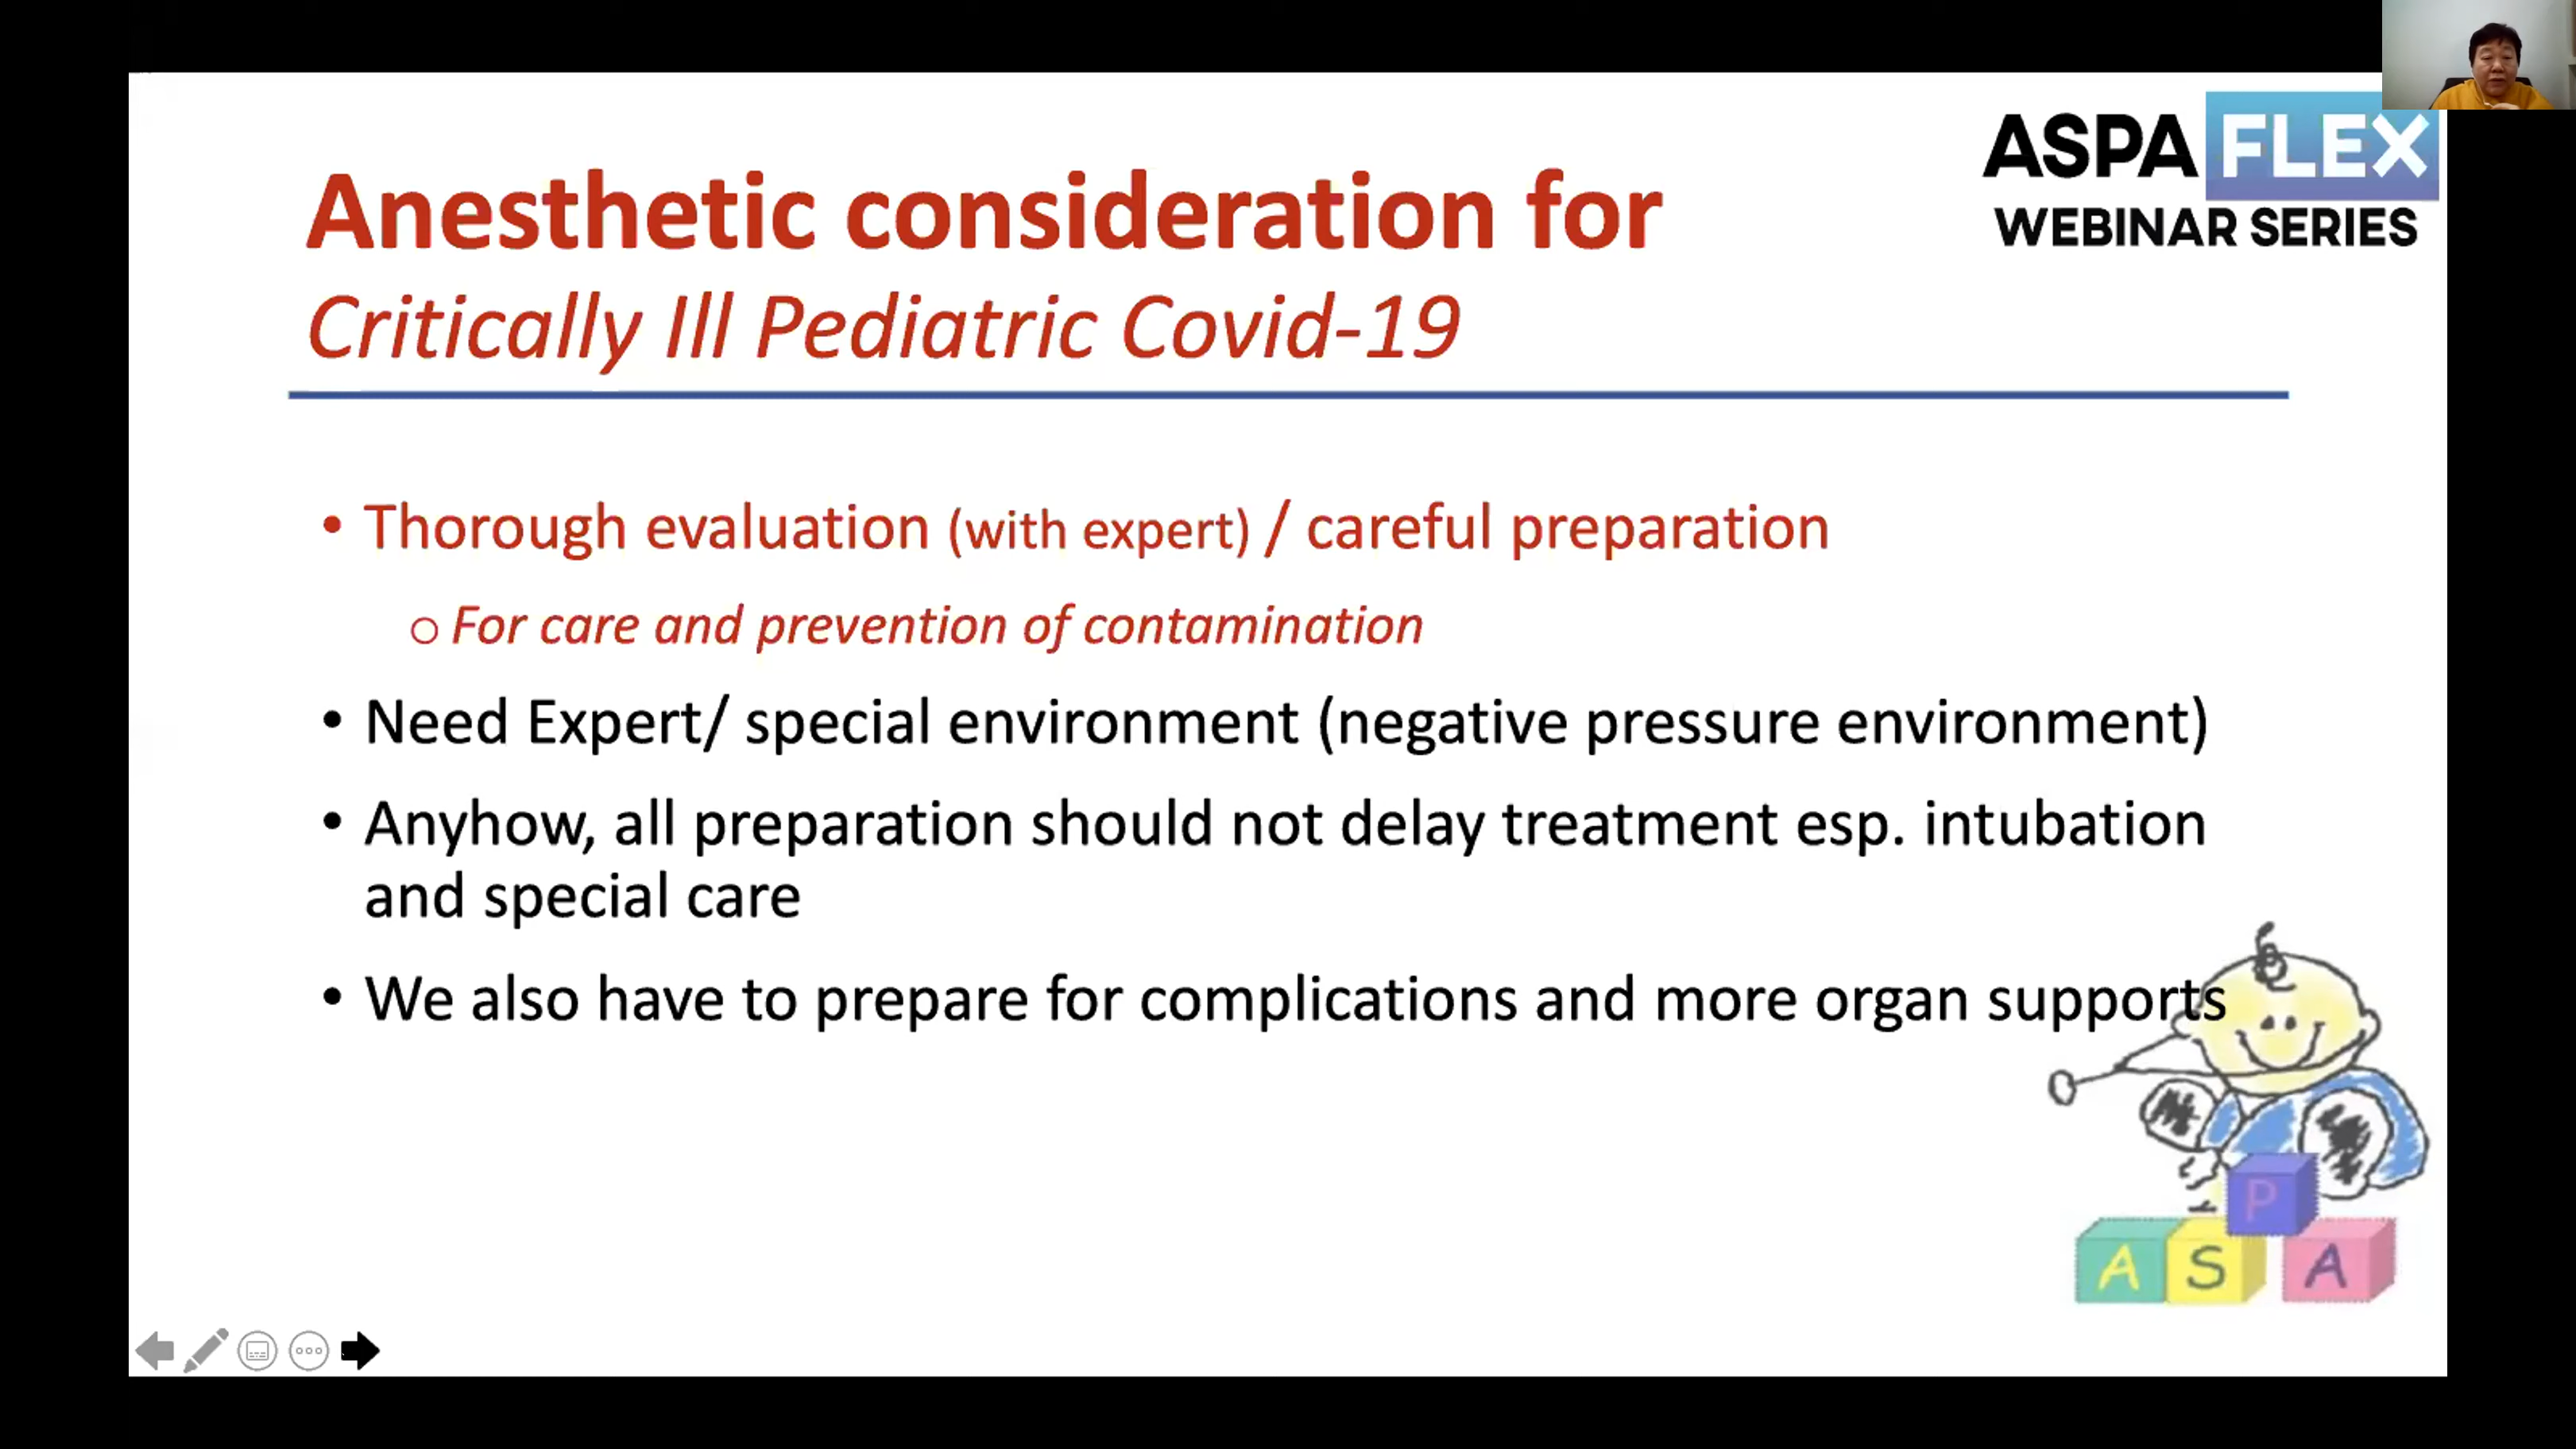 ASPA FLEX
WEBINAR SERIES
Anesthetic consideration for
Critically Ill Pediatric Covid-19
• Thorough evaluation (with expert) / careful preparation
o For care and prevention of contamination
• Need Expert/ special environment (negative pressure environment)
• Anyhow, all preparation should not delay treatment esp. intubation
and special care
• We also have to prepare for complications and more organ supports
P
A S A